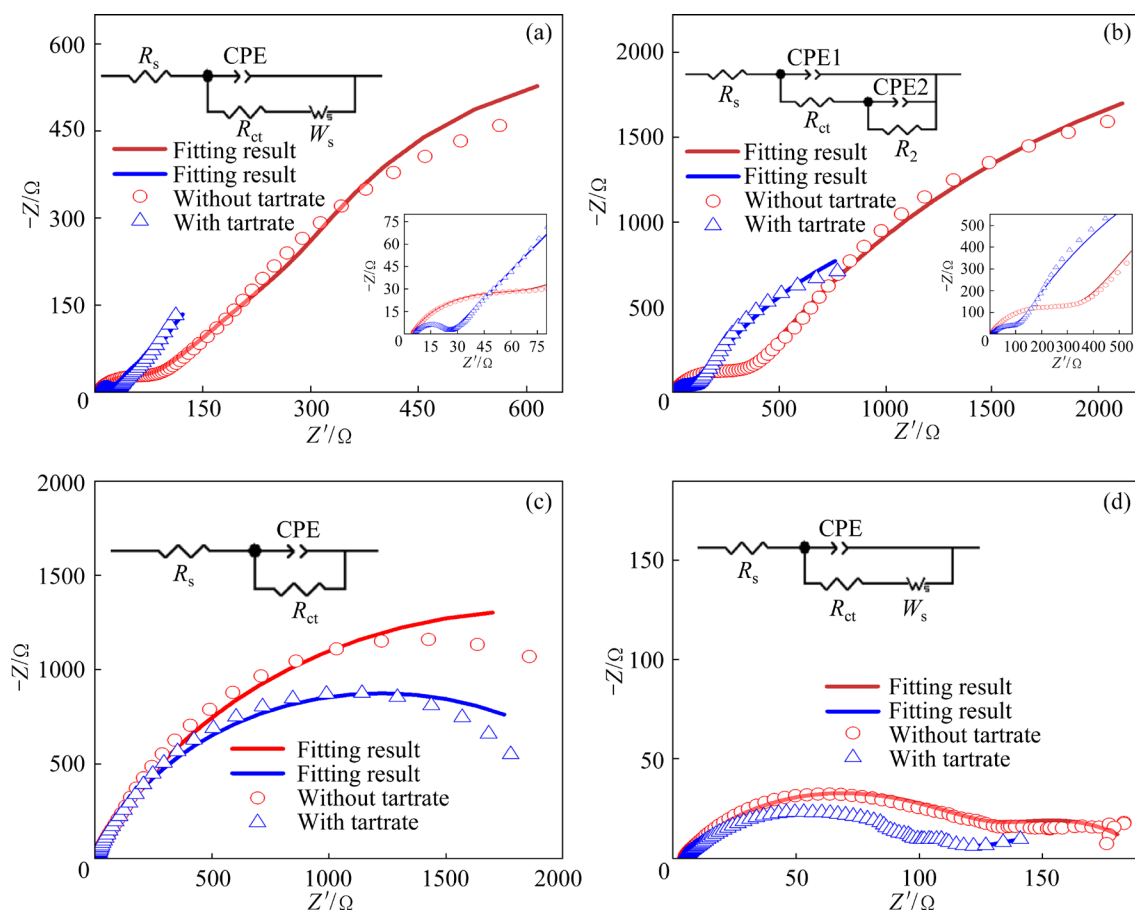 (a)
600
450
300
150
0
−Z/Ω
150 300 450 600
Z′/Ω
Rs
CPE
Rct
Ws
Fitting result
Fitting result
Without tartrate
With tartrate
75
60
45
30
15
0
−Z/Ω
15 30 45 60 75
Z′/Ω
(b)
2000
1500
1000
500
0
−Z/Ω
500 1000 1500 2000
Z′/Ω
Rs
CPE1
CPE2
Rct
R2
Fitting result
Fitting result
Without tartrate
With tartrate
500
400
300
200
100
0
−Z/Ω
100 200 300 400 500
Z′/Ω
(c)
2000
1500
1000
500
0
−Z/Ω
500 1000 1500 2000
Z′/Ω
Rs
CPE
Rct
Fitting result
Fitting result
Without tartrate
With tartrate
(d)
150
100
50
0
−Z/Ω
50 100 150
Z′/Ω
Rs
CPE
Rct
Ws
Fitting result
Fitting result
Without tartrate
With tartrate